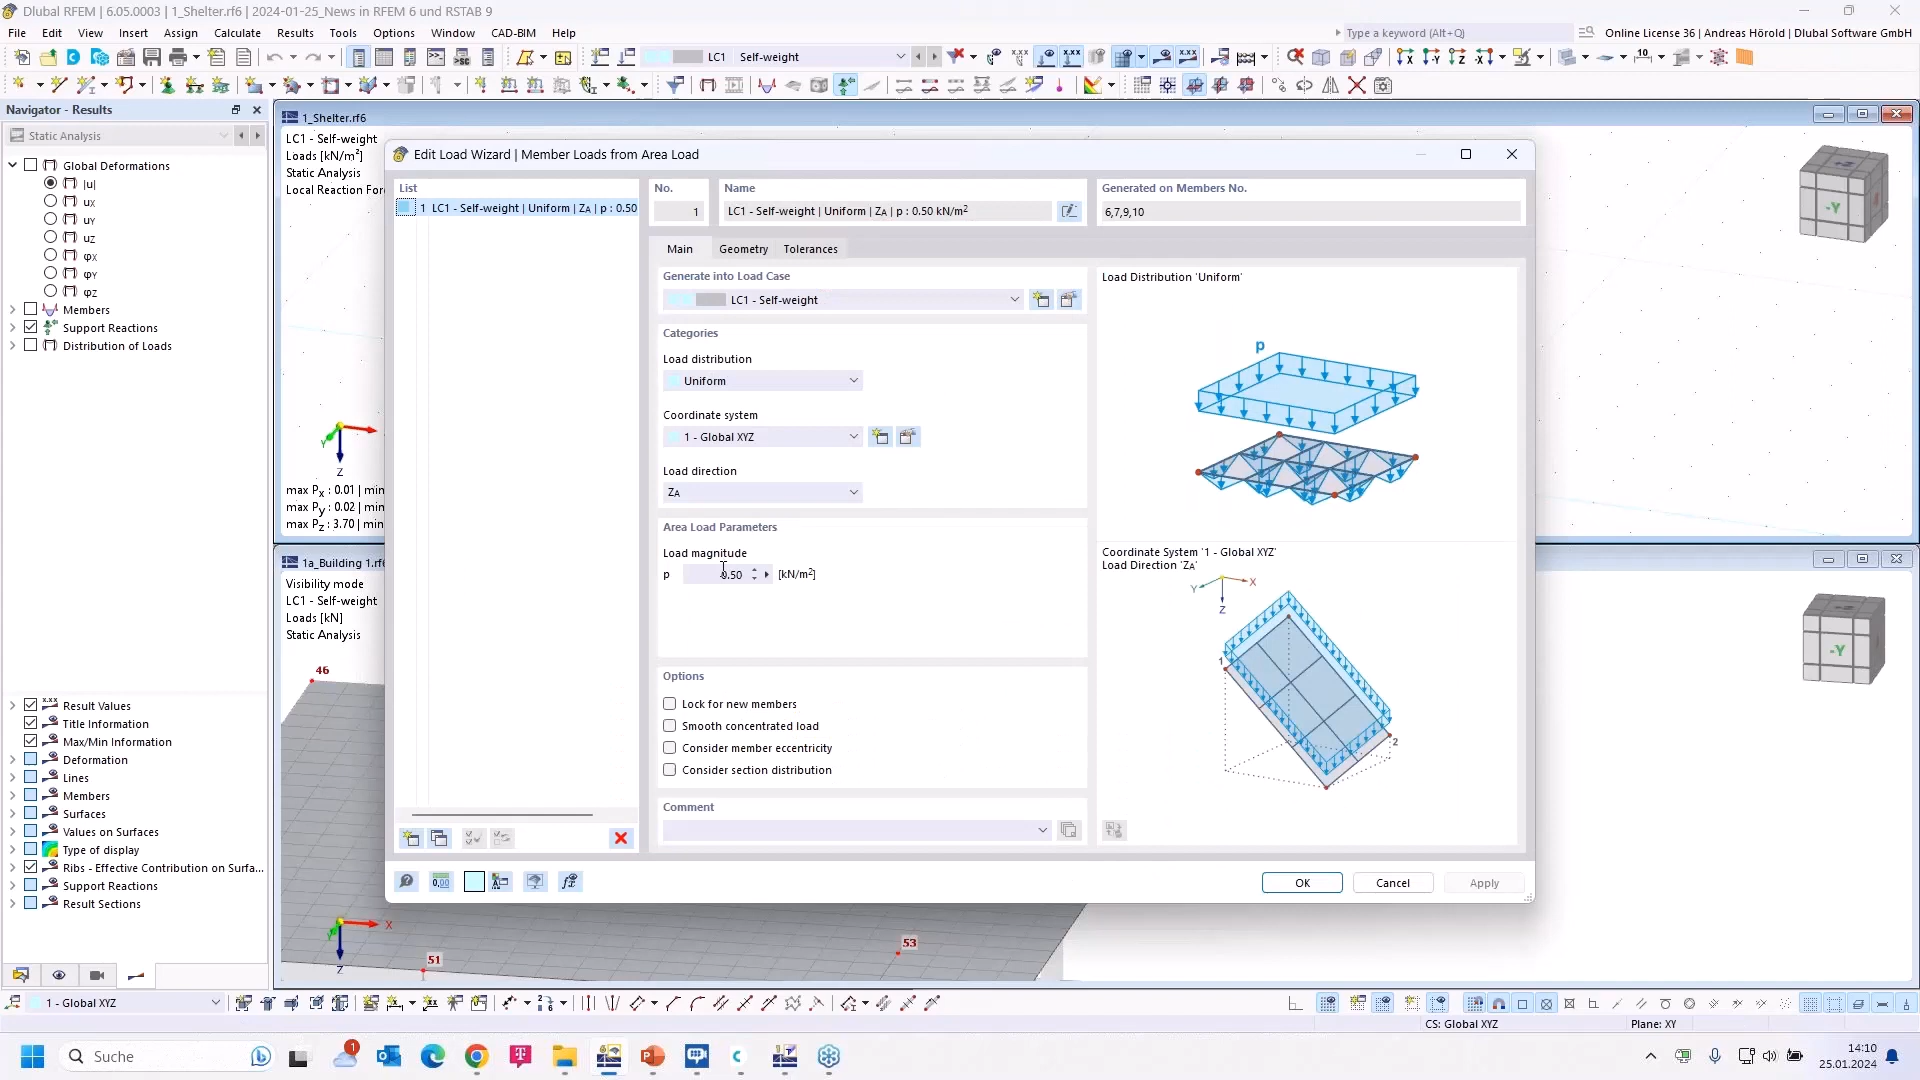 Dlubal RFEM | 6.05.0003 | 1_Shelter.rf6 | 2024-01-25_News in RFEM 6 und RSTAB 9
File Edit View Insert Assign Calculate Results Tools Options Window CAD-BIM Help
Type a keyword (Alt+Q)
Online License 36 | Andreas Hörold | Dlubal Software GmbH
LC1 Self-weight
Navigator - Results
Static Analysis
Global Deformations
|u|
uX
uY
uZ
φX
φY
φZ
Members
Support Reactions
Distribution of Loads
Result Values
Title Information
Max/Min Information
Deformation
Lines
Members
Surfaces
Values on Surfaces
Type of display
Ribs - Effective Contribution on Surfa...
Support Reactions
Result Sections
1_Shelter.rf6
LC1 - Self-weight
Loads [kN/m²]
Static Analysis
Local Reaction For
Y
Z
max Px : 0.01 | min
max Py : 0.02 | min
max Pz : 3.70 | min
-Y
1a_Building 1.rf6
Visibility mode
LC1 - Self-weight
Loads [kN]
Static Analysis
46
51
53
X
Z
-Y
Edit Load Wizard | Member Loads from Area Load
List
1 LC1 - Self-weight | Uniform | ZA | p : 0.50
No.
1
Name
LC1 - Self-weight | Uniform | ZA | p : 0.50 kN/m²
Generated on Members No.
6,7,9,10
Main Geometry Tolerances
Generate into Load Case
LC1 - Self-weight
Categories
Load distribution
Uniform
Coordinate system
1 - Global XYZ
Load direction
ZA
Area Load Parameters
Load magnitude
p 0.50 [kN/m²]
Options
Lock for new members
Smooth concentrated load
Consider member eccentricity
Consider section distribution
Comment
Load Distribution 'Uniform'
p
Coordinate System '1 - Global XYZ'
Load Direction 'ZA'
Y X
Z
1
2
OK Cancel Apply
1 - Global XYZ
CS: Global XYZ
Plane: XY
Suche
1
14:10
25.01.2024